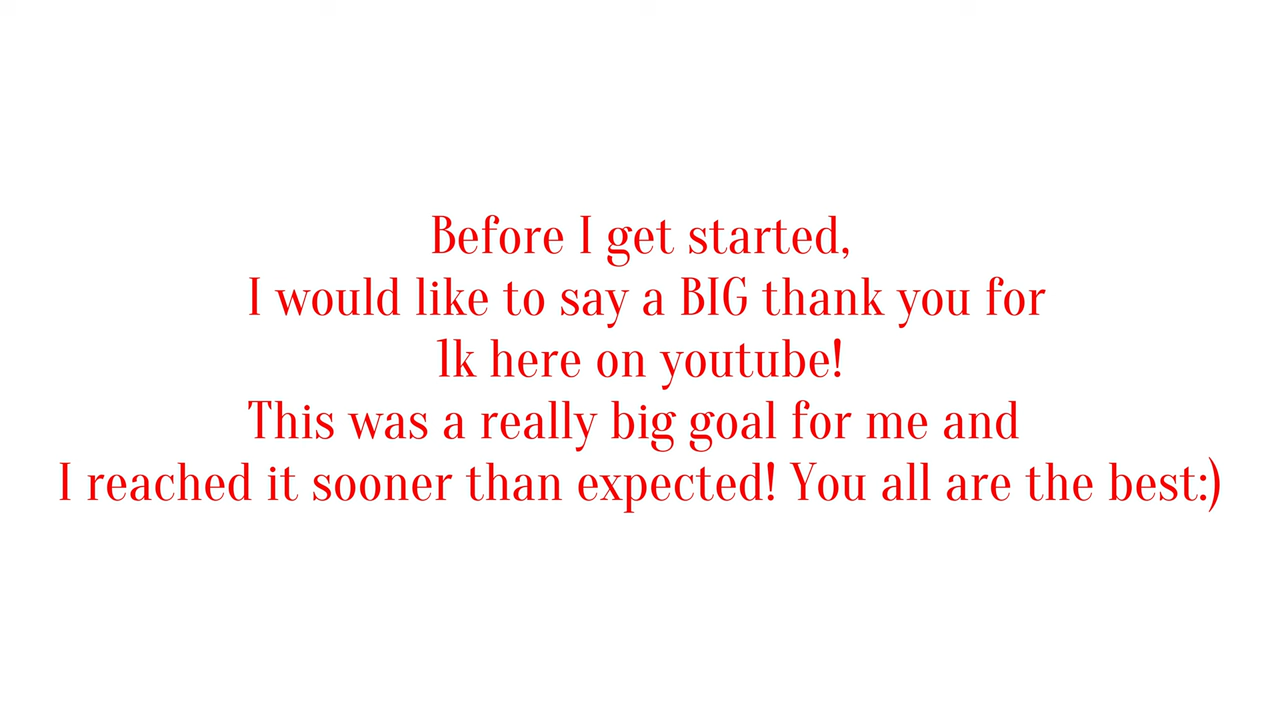 Before I get started,
I would like to say a BIG thank you for
1k here on youtube!
This was a really big goal for me and
I reached it sooner than expected! You all are the best:)